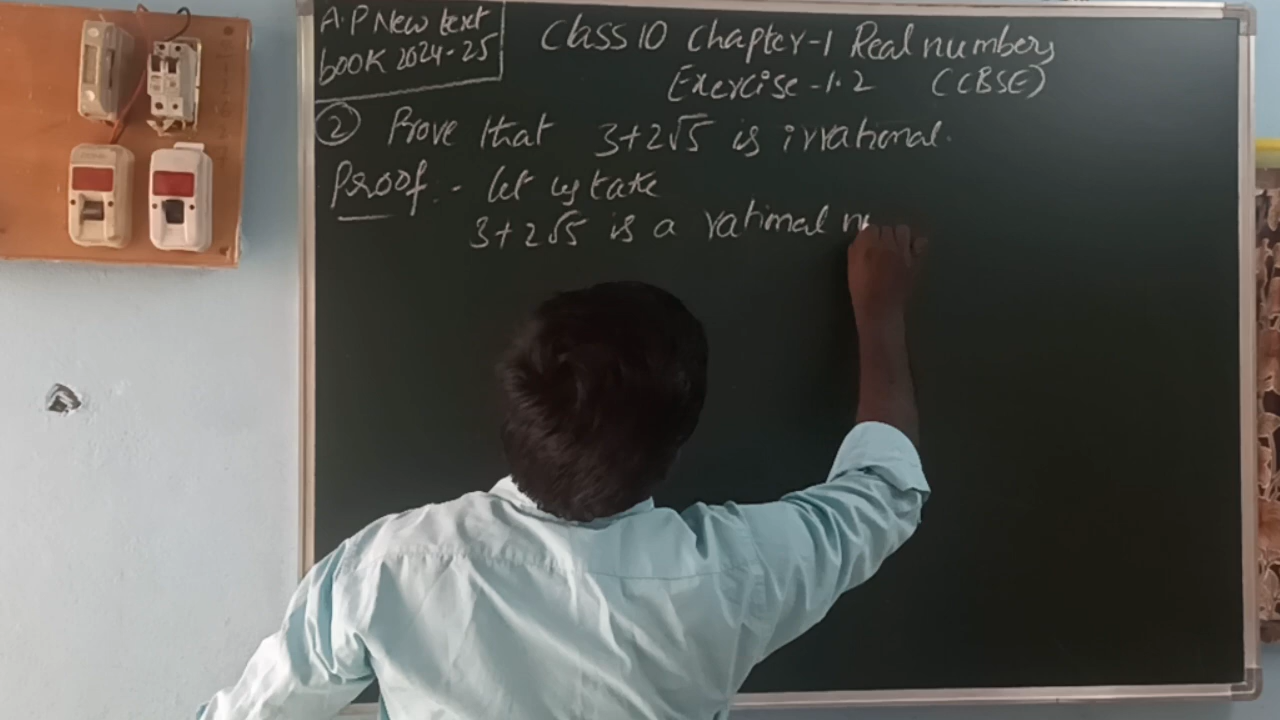 A.P New text
book 2024-25
Class 10 Chapter-1 Real numbers
Exercise-1.2 (CBSE)
② Prove that 3+2√5 is irrational.
Proof:- let us take
3+2√5 is a rational